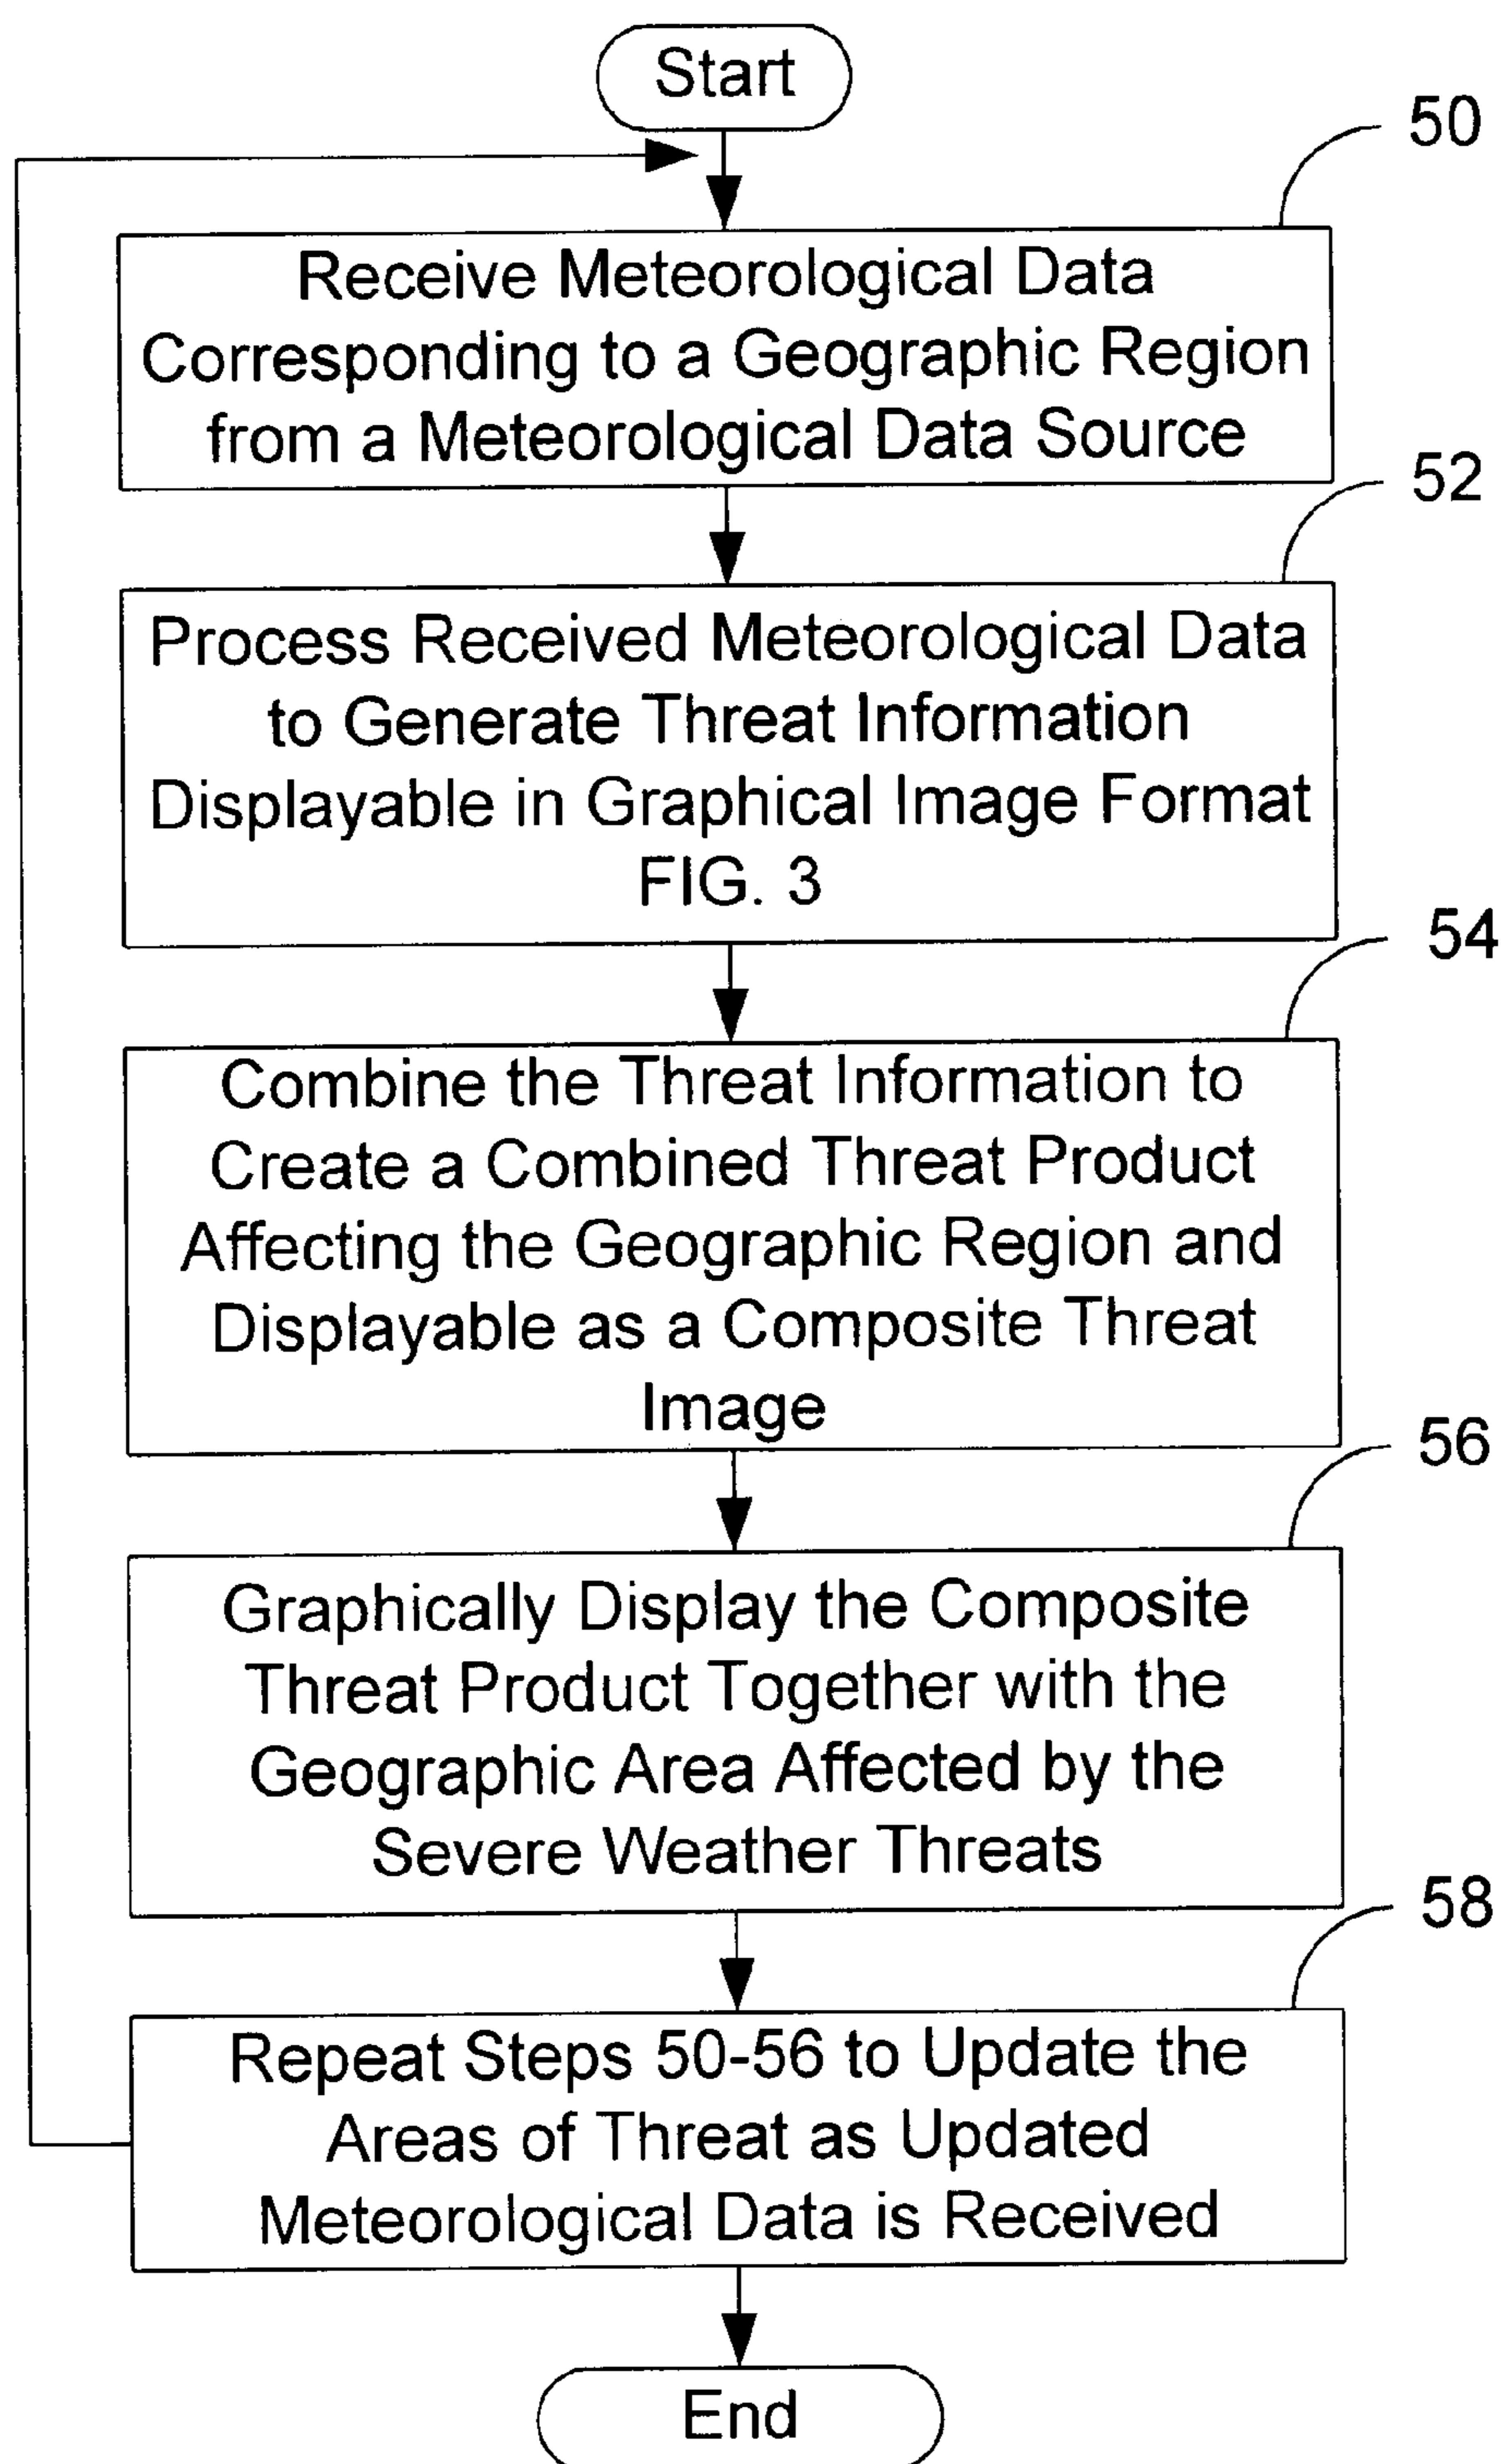 Start
50
Receive Meteorological Data
Corresponding to a Geographic Region
from a Meteorological Data Source
52
Process Received Meteorological Data
to Generate Threat Information
Displayable in Graphical Image Format
FIG. 3
54
Combine the Threat Information to
Create a Combined Threat Product
Affecting the Geographic Region and
Displayable as a Composite Threat
Image
56
Graphically Display the Composite
Threat Product Together with the
Geographic Area Affected by the
Severe Weather Threats
58
Repeat Steps 50-56 to Update the
Areas of Threat as Updated
Meteorological Data is Received
End